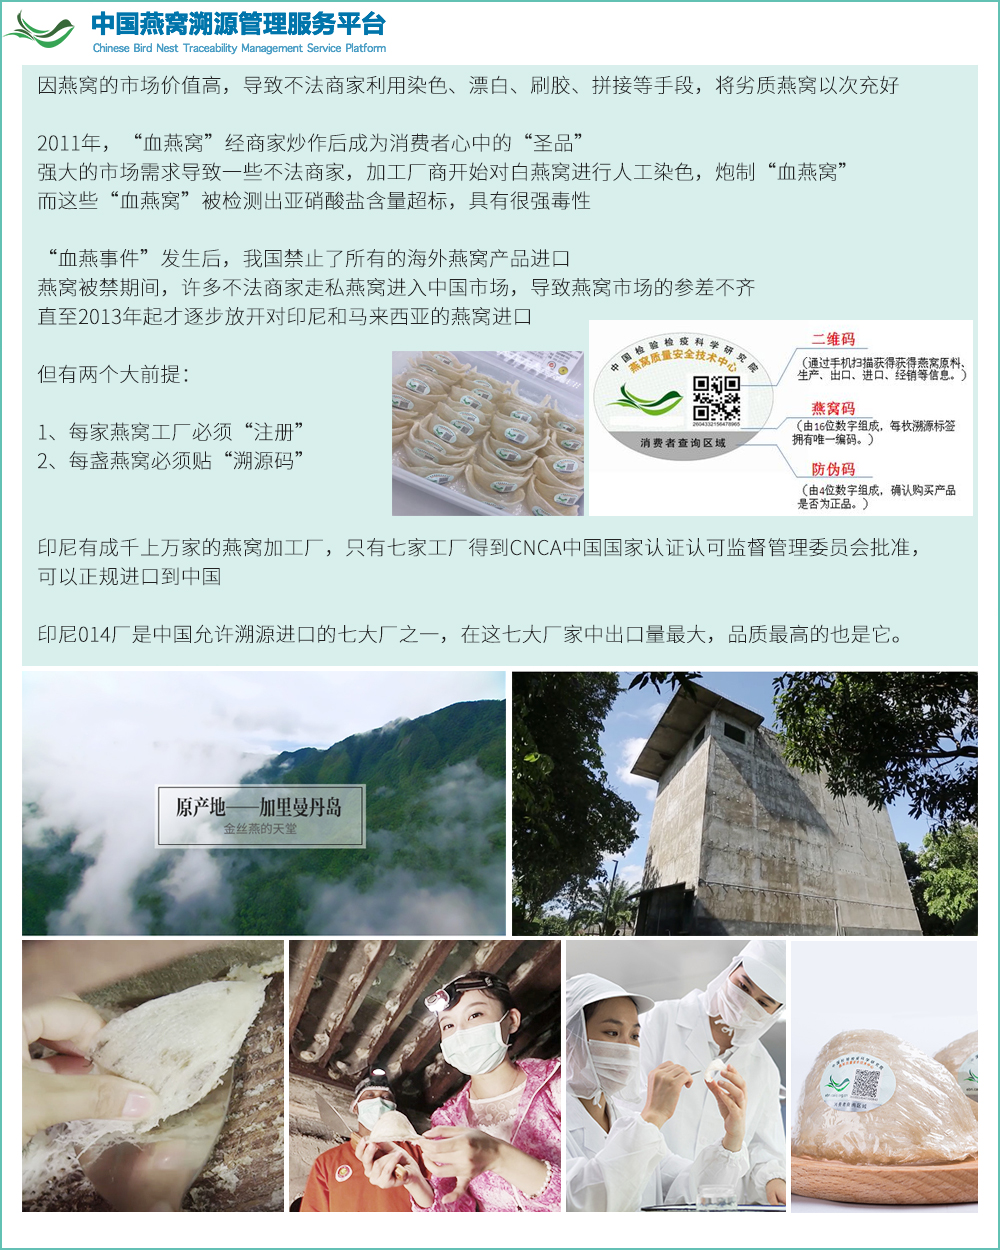 中国燕窝溯源管理服务平台
Chinese Bird Nest Traceability Management Service Platform
因燕窝的市场价值高，导致不法商家利用染色、漂白、刷胶、拼接等手段，将劣质燕窝以次充好
2011年，“血燕窝”经商家炒作后成为消费者心中的“圣品”
强大的市场需求导致一些不法商家，加工厂商开始对白燕窝进行人工染色，炮制“血燕窝”
而这些“血燕窝”被检测出亚硝酸盐含量超标，具有很强毒性
“血燕事件”发生后，我国禁止了所有的海外燕窝产品进口
燕窝被禁期间，许多不法商家走私燕窝进入中国市场，导致燕窝市场的参差不齐
直至2013年起才逐步放开对印尼和马来西亚的燕窝进口
但有两个大前提：
1、每家燕窝工厂必须“注册”
2、每盏燕窝必须贴“溯源码”
中国检验检疫科学研究院
燕窝质量安全技术中心
2604332156478965
消费者查询区域
二维码
（通过手机扫描获得获得燕窝原料、
生产、出口、进口、经销等信息。）
燕窝码
（由16位数字组成，每枚溯源标签
拥有唯一编码。）
防伪码
（由4位数字组成，确认购买产品
是否为正品。）
印尼有成千上万家的燕窝加工厂，只有七家工厂得到CNCA中国国家认证认可监督管理委员会批准，
可以正规进口到中国
印尼014厂是中国允许溯源进口的七大厂之一，在这七大厂家中出口量最大，品质最高的也是它。
原产地——加里曼丹岛
金丝燕的天堂